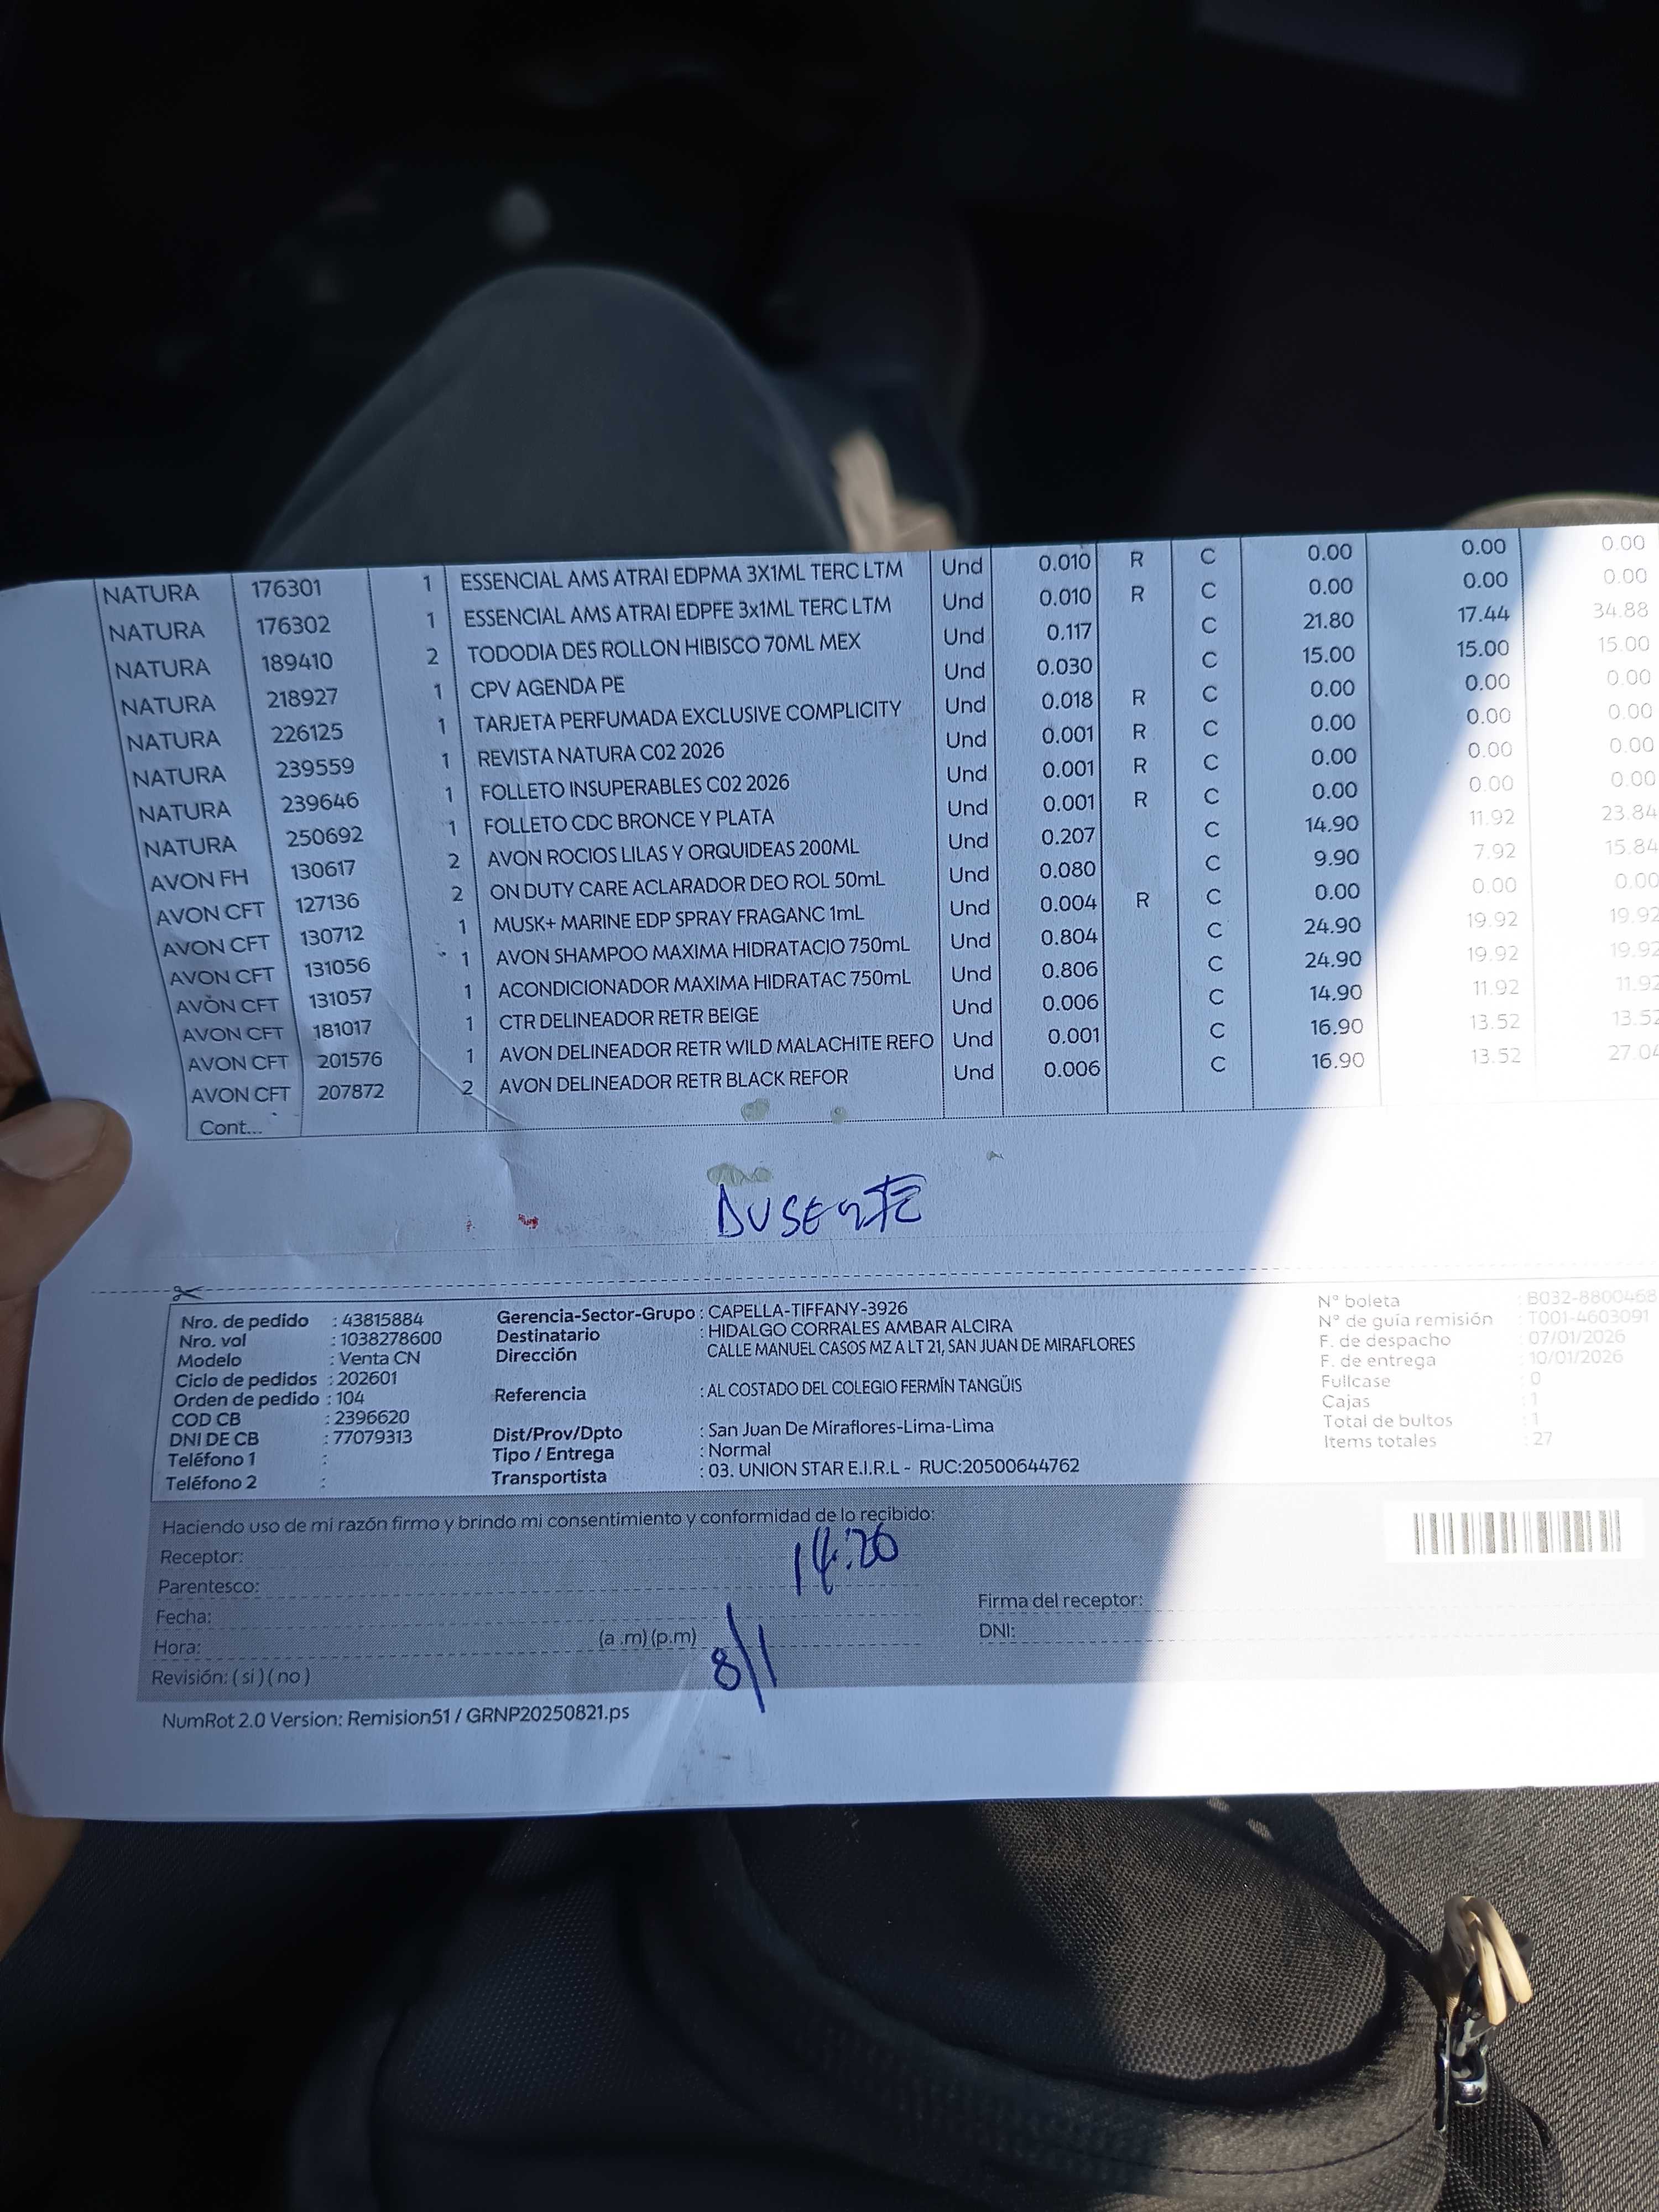 NATURA 176301 1 ESSENCIAL AMS ATRAI EDPMA 3X1ML TERC LTM Und 0.010 R C 0.00 0.00 0.00
NATURA 176302 1 ESSENCIAL AMS ATRAI EDPFE 3x1ML TERC LTM Und 0.010 R C 0.00 0.00 0.00
NATURA 189410 2 TODODIA DES ROLLON HIBISCO 70ML MEX Und 0.117 C 21.80 17.44 34.88
NATURA 218927 1 CPV AGENDA PE Und 0.030 C 15.00 15.00 15.00
NATURA 226125 1 TARJETA PERFUMADA EXCLUSIVE COMPLICITY Und 0.018 R C 0.00 0.00 0.00
NATURA 239559 1 REVISTA NATURA C02 2026 Und 0.001 R C 0.00 0.00 0.00
NATURA 239646 1 FOLLETO INSUPERABLES C02 2026 Und 0.001 R C 0.00 0.00 0.00
NATURA 250692 1 FOLLETO CDC BRONCE Y PLATA Und 0.001 R C 0.00 0.00 0.00
AVON FH 130617 2 AVON ROCIOS LILAS Y ORQUIDEAS 200ML Und 0.207 C 14.90 11.92 23.84
AVON CFT 127136 2 ON DUTY CARE ACLARADOR DEO ROL 50mL Und 0.080 C 9.90 7.92 15.84
AVON CFT 130712 1 MUSK+ MARINE EDP SPRAY FRAGANC 1mL Und 0.004 R C 0.00 0.00 0.00
AVON CFT 131056 1 AVON SHAMPOO MAXIMA HIDRATACIO 750mL Und 0.804 C 24.90 19.92 19.92
AVON CFT 131057 1 ACONDICIONADOR MAXIMA HIDRATAC 750mL Und 0.806 C 24.90 19.92 19.92
AVON CFT 181017 1 CTR DELINEADOR RETR BEIGE Und 0.006 C 14.90 11.92 11.92
AVON CFT 201576 1 AVON DELINEADOR RETR WILD MALACHITE REFO Und 0.001 C 16.90 13.52 13.52
AVON CFT 207872 2 AVON DELINEADOR RETR BLACK REFOR Und 0.006 C 16.90 13.52 27.04
Cont...
AUSENTE
Nro. de pedido : 43815884 Gerencia-Sector-Grupo : CAPELLA-TIFFANY-3926 N° boleta : B032-8800468
Nro. vol : 1038278600 Destinatario : HIDALGO CORRALES AMBAR ALCIRA N° de guía remisión : T001-4603091
Modelo : Venta CN Dirección : CALLE MANUEL CASOS MZ A LT 21, SAN JUAN DE MIRAFLORES F. de despacho : 07/01/2026
Ciclo de pedidos : 202601 F. de entrega : 10/01/2026
Orden de pedido : 104 Referencia : AL COSTADO DEL COLEGIO FERMÍN TANGÜIS Fullcase : 0
COD CB : 2396620 Cajas : 1
DNI DE CB : 77079313 Dist/Prov/Dpto : San Juan De Miraflores-Lima-Lima Total de bultos : 1
Teléfono 1 : Tipo / Entrega : Normal Items totales : 27
Teléfono 2 : Transportista : 03. UNION STAR E.I.R.L - RUC:20500644762
Haciendo uso de mi razón firmo y brindo mi consentimiento y conformidad de lo recibido:
Receptor: 14:20
Parentesco:
Fecha: Firma del receptor:
Hora: (a .m) (p.m) 8/1 DNI:
Revisión: ( si ) ( no )
NumRot 2.0 Version: Remision51 / GRNP20250821.ps